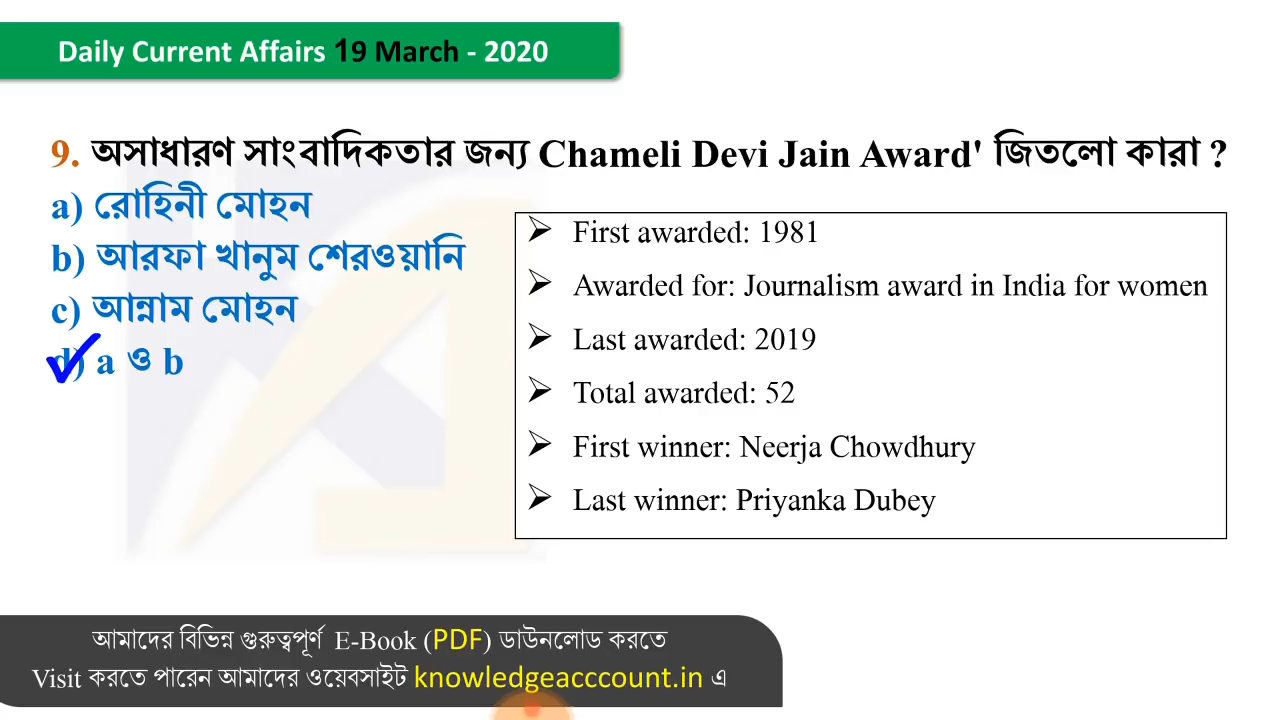 Daily Current Affairs 19 March - 2020
9. অসাধারণ সাংবাদিকতার জন্য Chameli Devi Jain Award' জিতলো কারা ?
a) রোহিনী মোহন
b) আরফা খানুম শেরওয়ানি
c) আন্নাম মোহন
d) a ও b
➢ First awarded: 1981
➢ Awarded for: Journalism award in India for women
➢ Last awarded: 2019
➢ Total awarded: 52
➢ First winner: Neerja Chowdhury
➢ Last winner: Priyanka Dubey
আমাদের বিভিন্ন গুরুত্বপূর্ণ E-Book (PDF) ডাউনলোড করতে
Visit করতে পারেন আমাদের ওয়েবসাইট knowledgeacccount.in এ